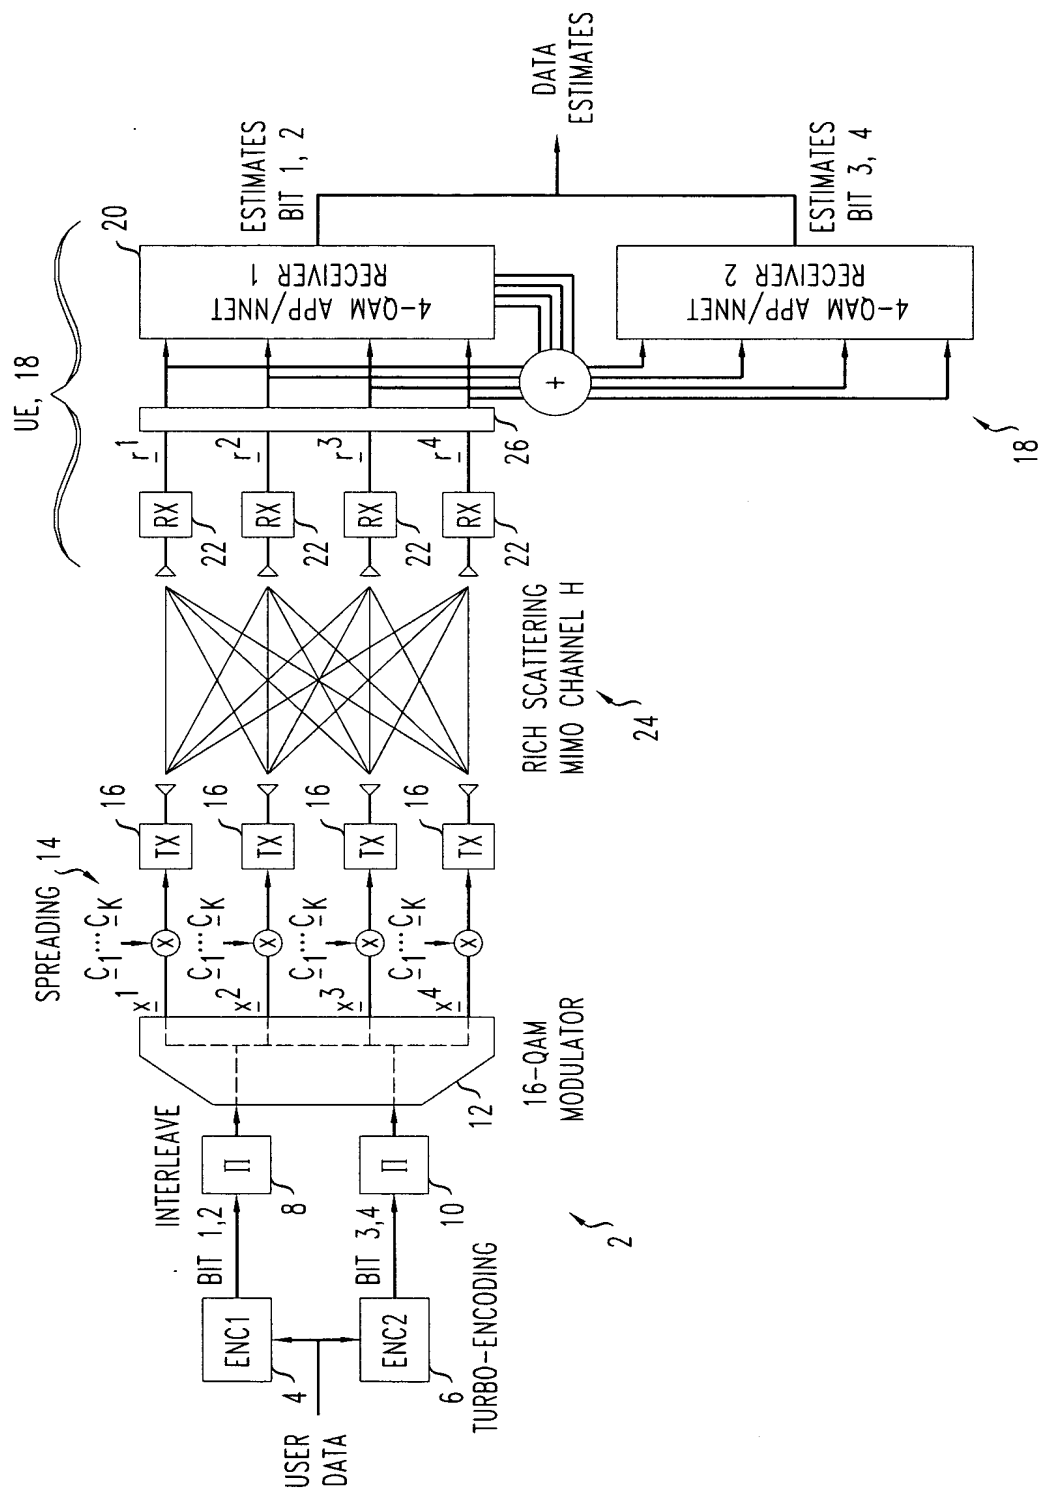 USER
DATA
ENC1
4
ENC2
6
TURBO-ENCODING
BIT 1,2
BIT 3,4
INTERLEAVE
Π
8
Π
10
2
12
16-QAM
MODULATOR
SPREADING 14
x1
x2
x3
x4
C1...CK
C1...CK
C1...CK
C1...CK
X
X
X
X
TX
16
TX
16
TX
16
TX
16
RICH SCATTERING
MIMO CHANNEL H
24
UE, 18
RX
22
RX
22
RX
22
RX
22
r1
r2
r3
r4
26
+
20
4-QAM APP/NNET
RECEIVER
1
4-QAM APP/NNET
RECEIVER 2
18
ESTIMATES
BIT 1, 2
ESTIMATES
BIT 3, 4
DATA
ESTIMATES